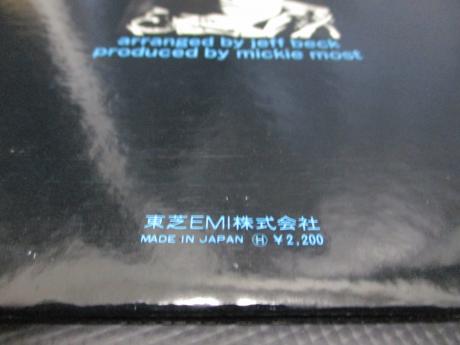 arranged by jeff beck
produced by mickie most
東芝EMI株式会社
MADE IN JAPAN Ⓗ ¥2,200